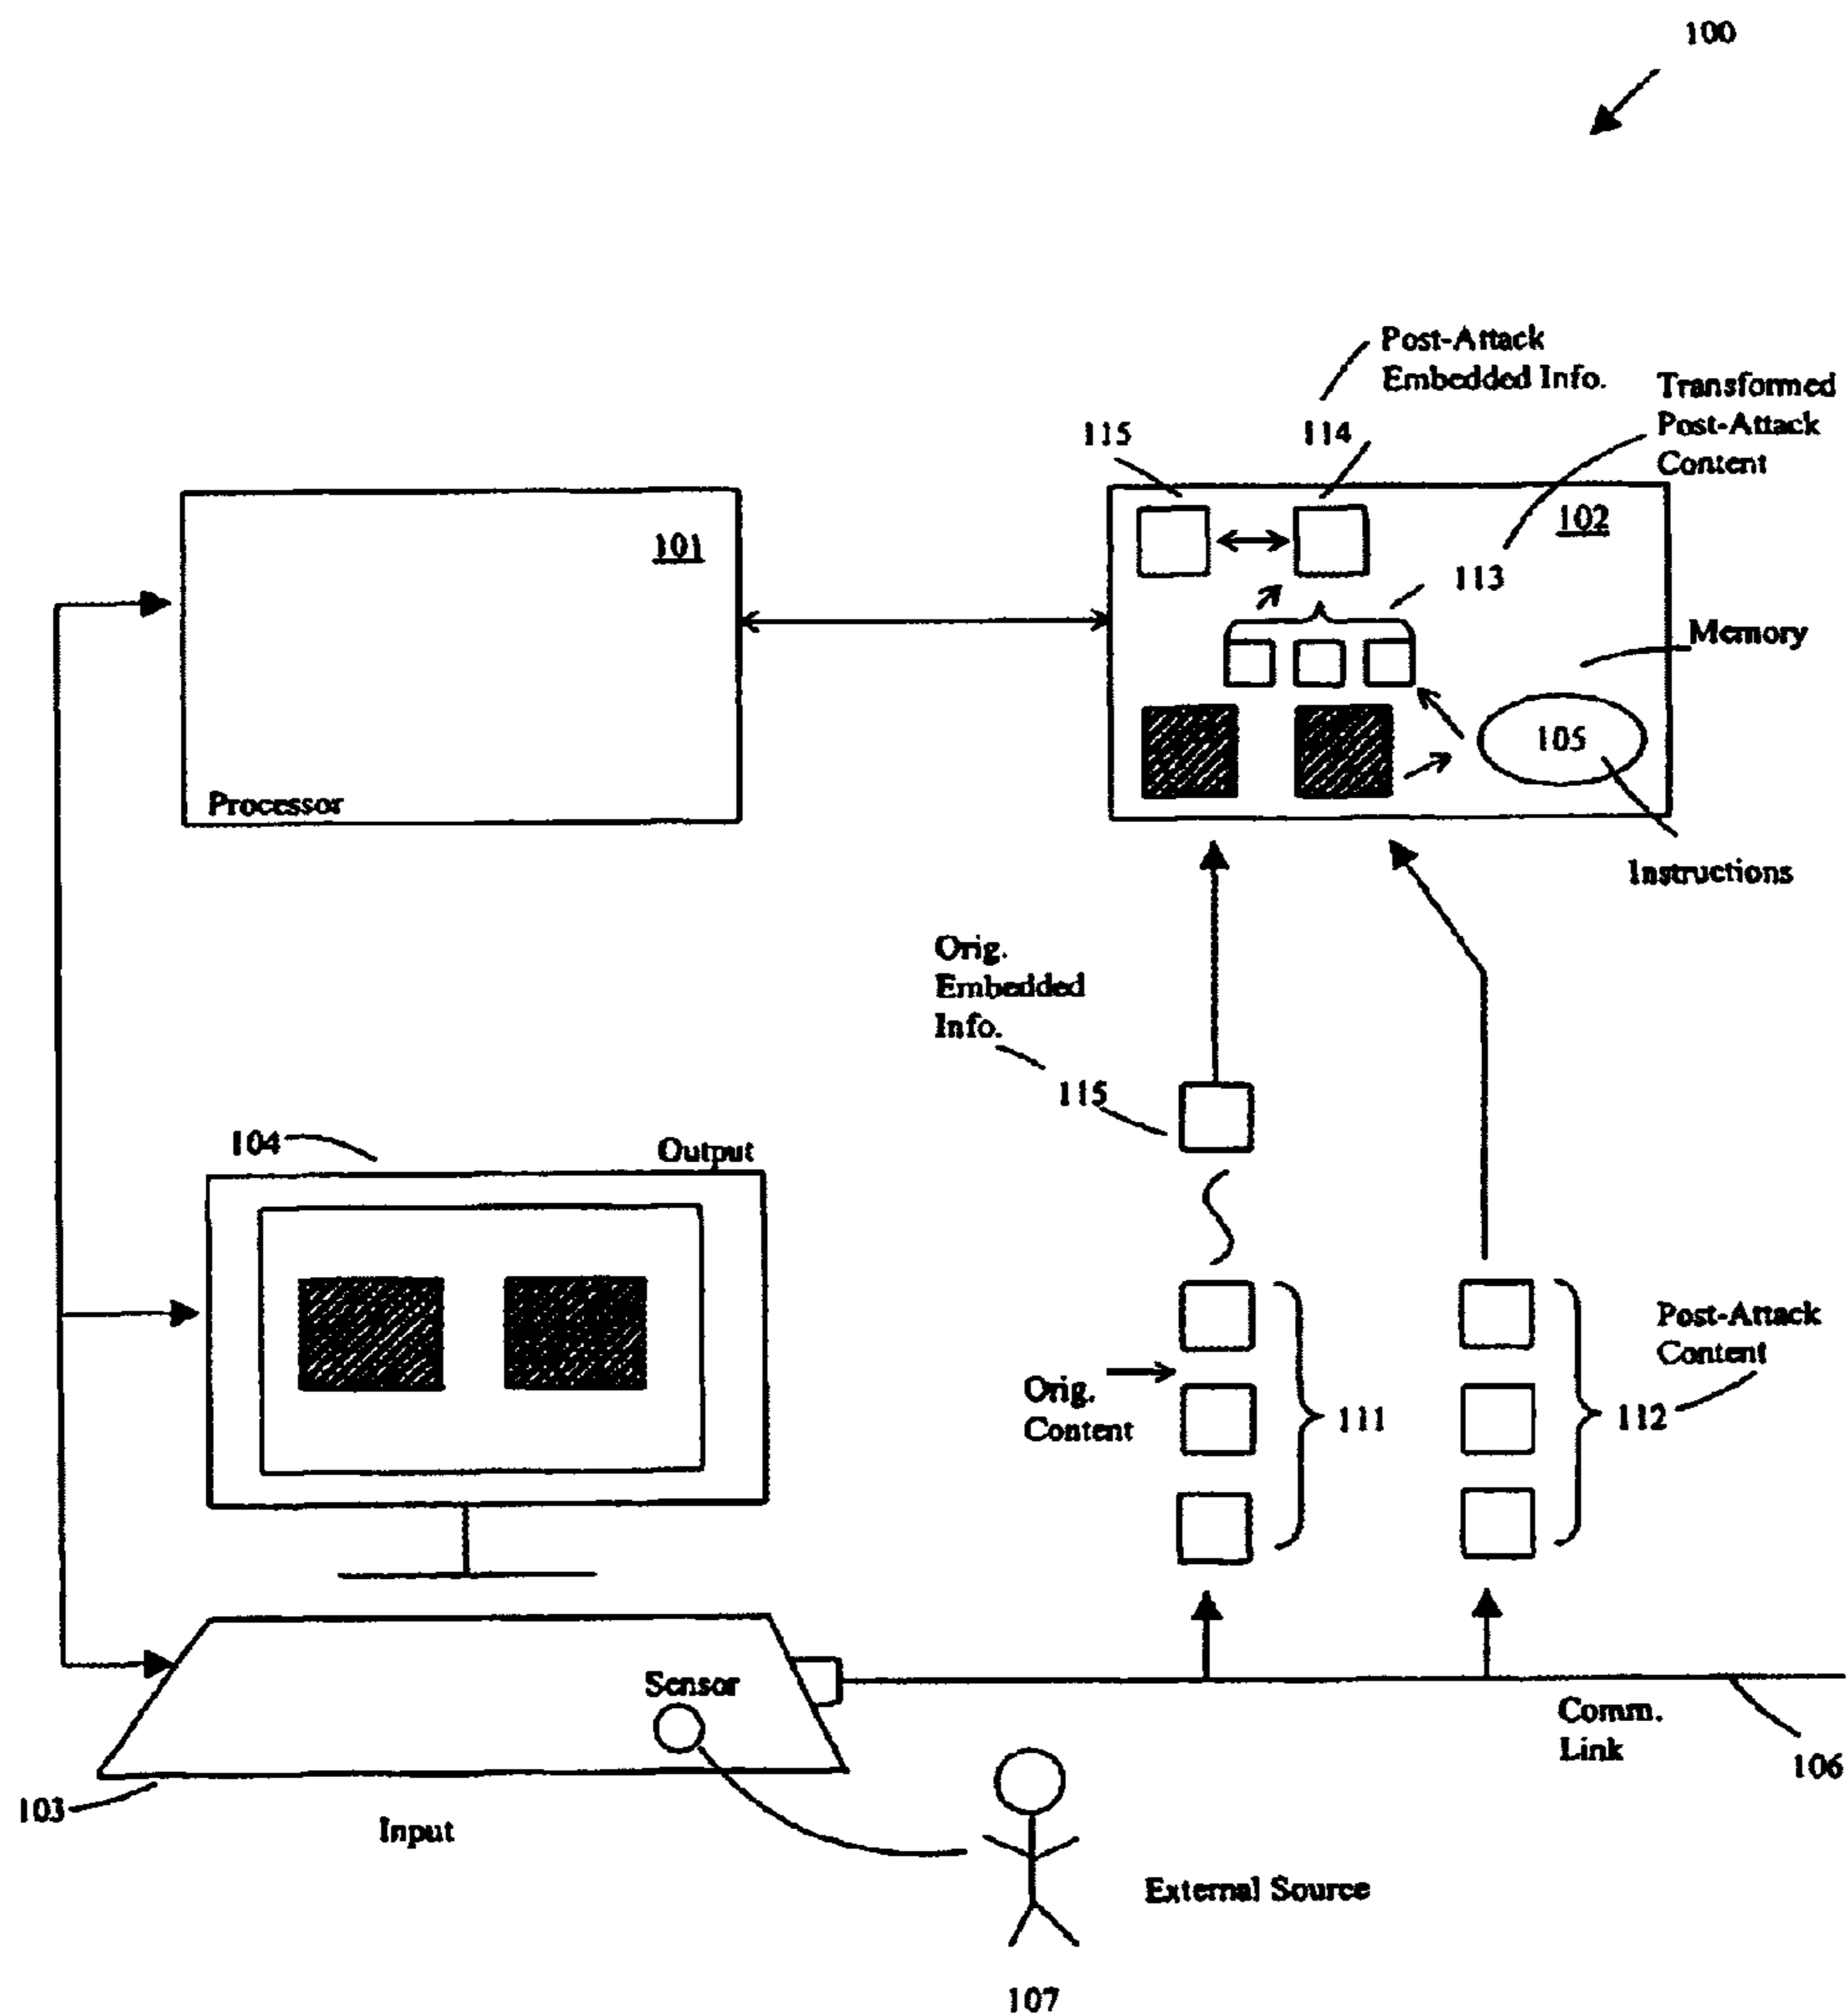 100
Post-Attack
Embedded Info.
Transformed
Post-Attack
Content
115
114
102
101
113
Memory
105
Processor
Instructions
Orig.
Embedded
Info.
115
104
Output
Post-Attack
Content
Orig.
Content
111
112
Sensor
Comm.
Link
106
103
Input
External Source
107